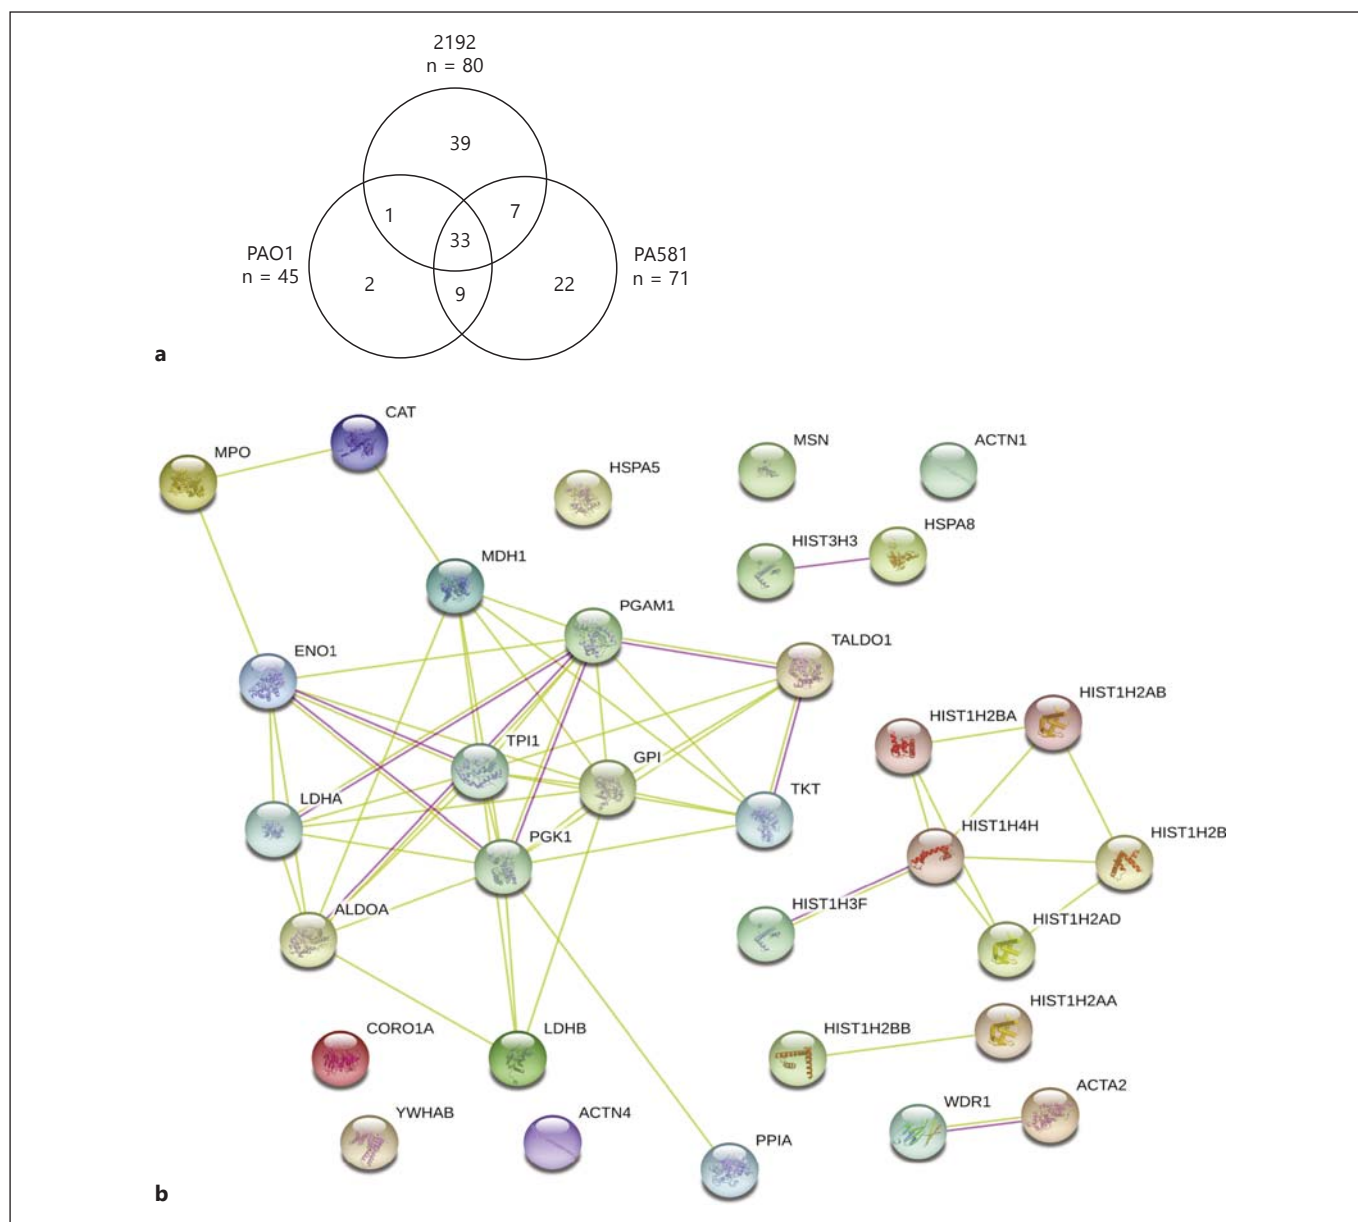 2192
n = 80
39
1
7
33
PAO1
n = 45
PA581
n = 71
2
9
22
a
CAT
MPO
MSN
ACTN1
HSPA5
HSPA8
HIST3H3
MDH1
PGAM1
TALDO1
ENO1
HIST1H2AB
HIST1H2BA
TPI1
GPI
TKT
LDHA
PGK1
HIST1H4H
HIST1H2B
HIST1H3F
ALDOA
HIST1H2AD
HIST1H2AA
CORO1A
LDHB
HIST1H2BB
ACTA2
WDR1
YWHAB
ACTN4
PPIA
b